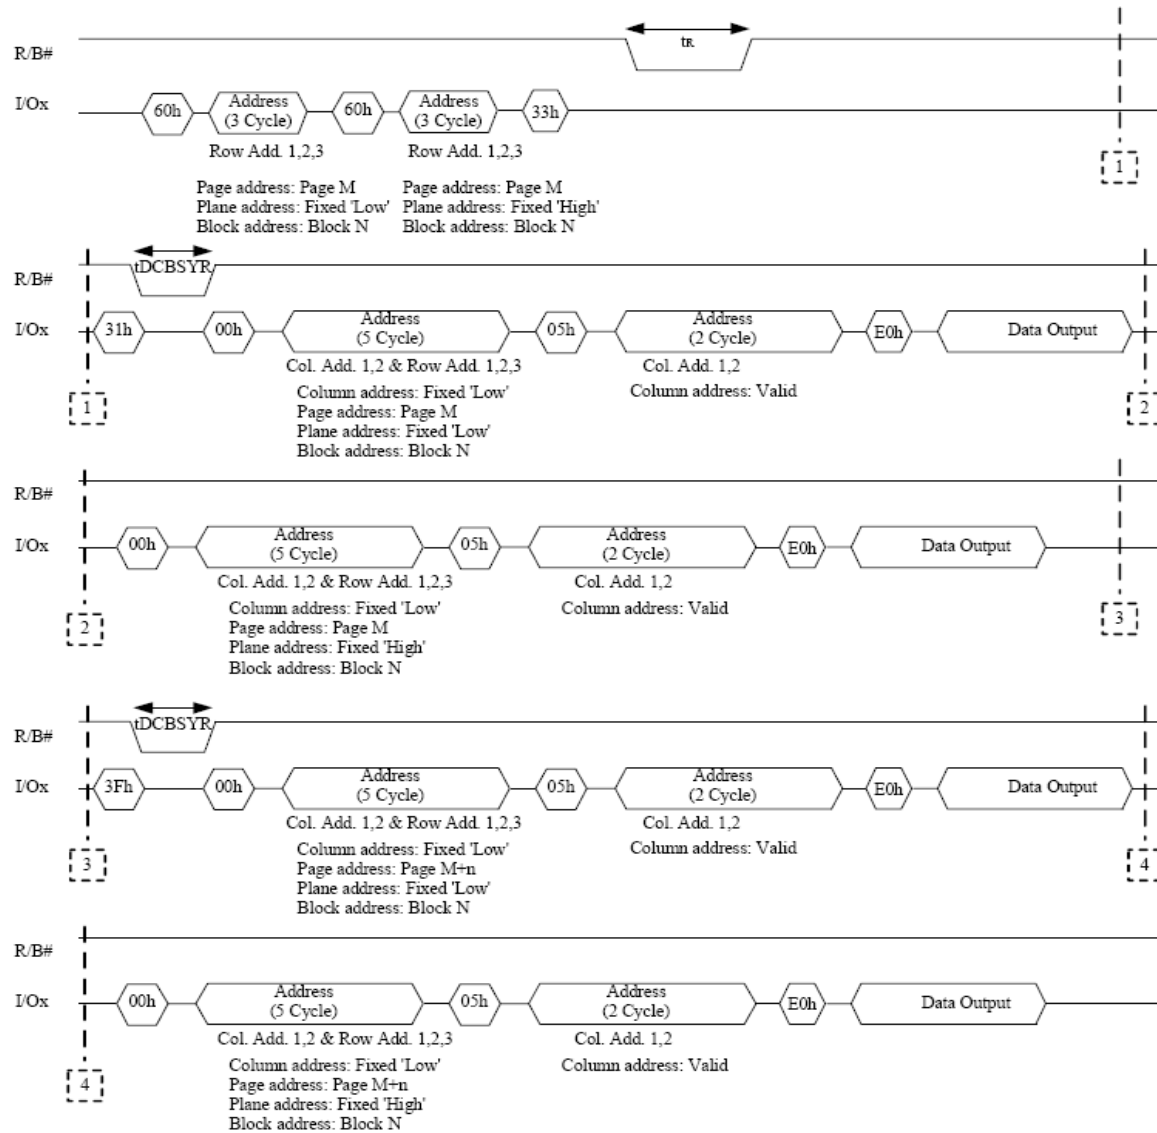 R/B#
tR
I/Ox
60h
Address
(3 Cycle)
60h
Address
(3 Cycle)
33h
Row Add. 1,2,3
Row Add. 1,2,3
1
Page address: Page M
Plane address: Fixed 'Low'
Block address: Block N
Page address: Page M
Plane address: Fixed 'High'
Block address: Block N
R/B#
tDCBSYR
I/Ox
31h
00h
Address
(5 Cycle)
05h
Address
(2 Cycle)
E0h
Data Output
Col. Add. 1,2 & Row Add. 1,2,3
Col. Add. 1,2
Column address: Fixed 'Low'
Page address: Page M
Plane address: Fixed 'Low'
Block address: Block N
Column address: Valid
1
2
R/B#
I/Ox
00h
Address
(5 Cycle)
05h
Address
(2 Cycle)
E0h
Data Output
Col. Add. 1,2 & Row Add. 1,2,3
Col. Add. 1,2
Column address: Fixed 'Low'
Page address: Page M
Plane address: Fixed 'High'
Block address: Block N
Column address: Valid
2
3
R/B#
tDCBSYR
I/Ox
3Fh
00h
Address
(5 Cycle)
05h
Address
(2 Cycle)
E0h
Data Output
Col. Add. 1,2 & Row Add. 1,2,3
Col. Add. 1,2
Column address: Fixed 'Low'
Page address: Page M+n
Plane address: Fixed 'Low'
Block address: Block N
Column address: Valid
3
4
R/B#
I/Ox
00h
Address
(5 Cycle)
05h
Address
(2 Cycle)
E0h
Data Output
Col. Add. 1,2 & Row Add. 1,2,3
Col. Add. 1,2
Column address: Fixed 'Low'
Page address: Page M+n
Plane address: Fixed 'High'
Block address: Block N
Column address: Valid
4